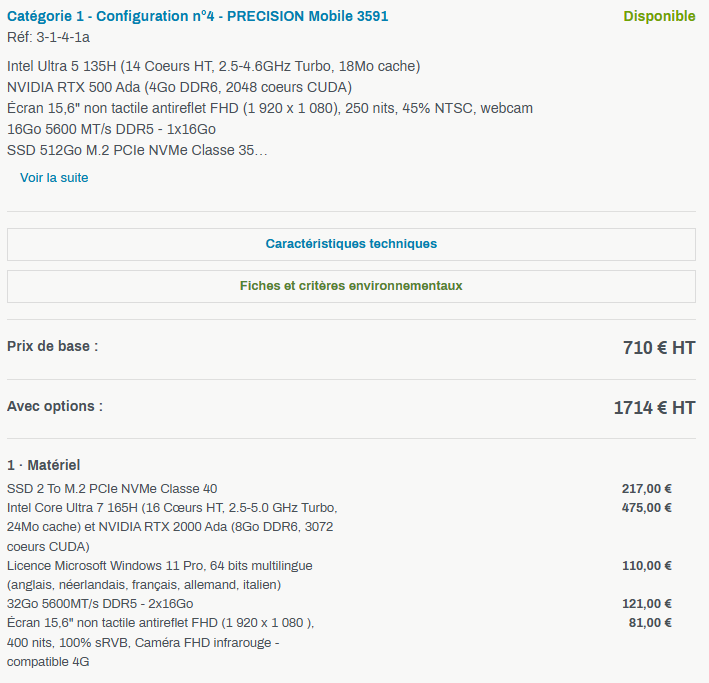 Catégorie 1 - Configuration n°4 - PRECISION Mobile 3591 Disponible
Réf: 3-1-4-1a
Intel Ultra 5 135H (14 Coeurs HT, 2.5-4.6GHz Turbo, 18Mo cache)
NVIDIA RTX 500 Ada (4Go DDR6, 2048 coeurs CUDA)
Écran 15,6" non tactile antireflet FHD (1 920 x 1 080), 250 nits, 45% NTSC, webcam
16Go 5600 MT/s DDR5 - 1x16Go
SSD 512Go M.2 PCIe NVMe Classe 35…
Voir la suite
Caractéristiques techniques
Fiches et critères environnementaux
Prix de base : 710 € HT
Avec options : 1714 € HT
1 · Matériel
SSD 2 To M.2 PCIe NVMe Classe 40 217,00 €
Intel Core Ultra 7 165H (16 Cœurs HT, 2.5-5.0 GHz Turbo, 475,00 €
24Mo cache) et NVIDIA RTX 2000 Ada (8Go DDR6, 3072
coeurs CUDA)
Licence Microsoft Windows 11 Pro, 64 bits multilingue 110,00 €
(anglais, néerlandais, français, allemand, italien)
32Go 5600MT/s DDR5 - 2x16Go 121,00 €
Écran 15,6" non tactile antireflet FHD (1 920 x 1 080 ), 81,00 €
400 nits, 100% sRVB, Caméra FHD infrarouge -
compatible 4G